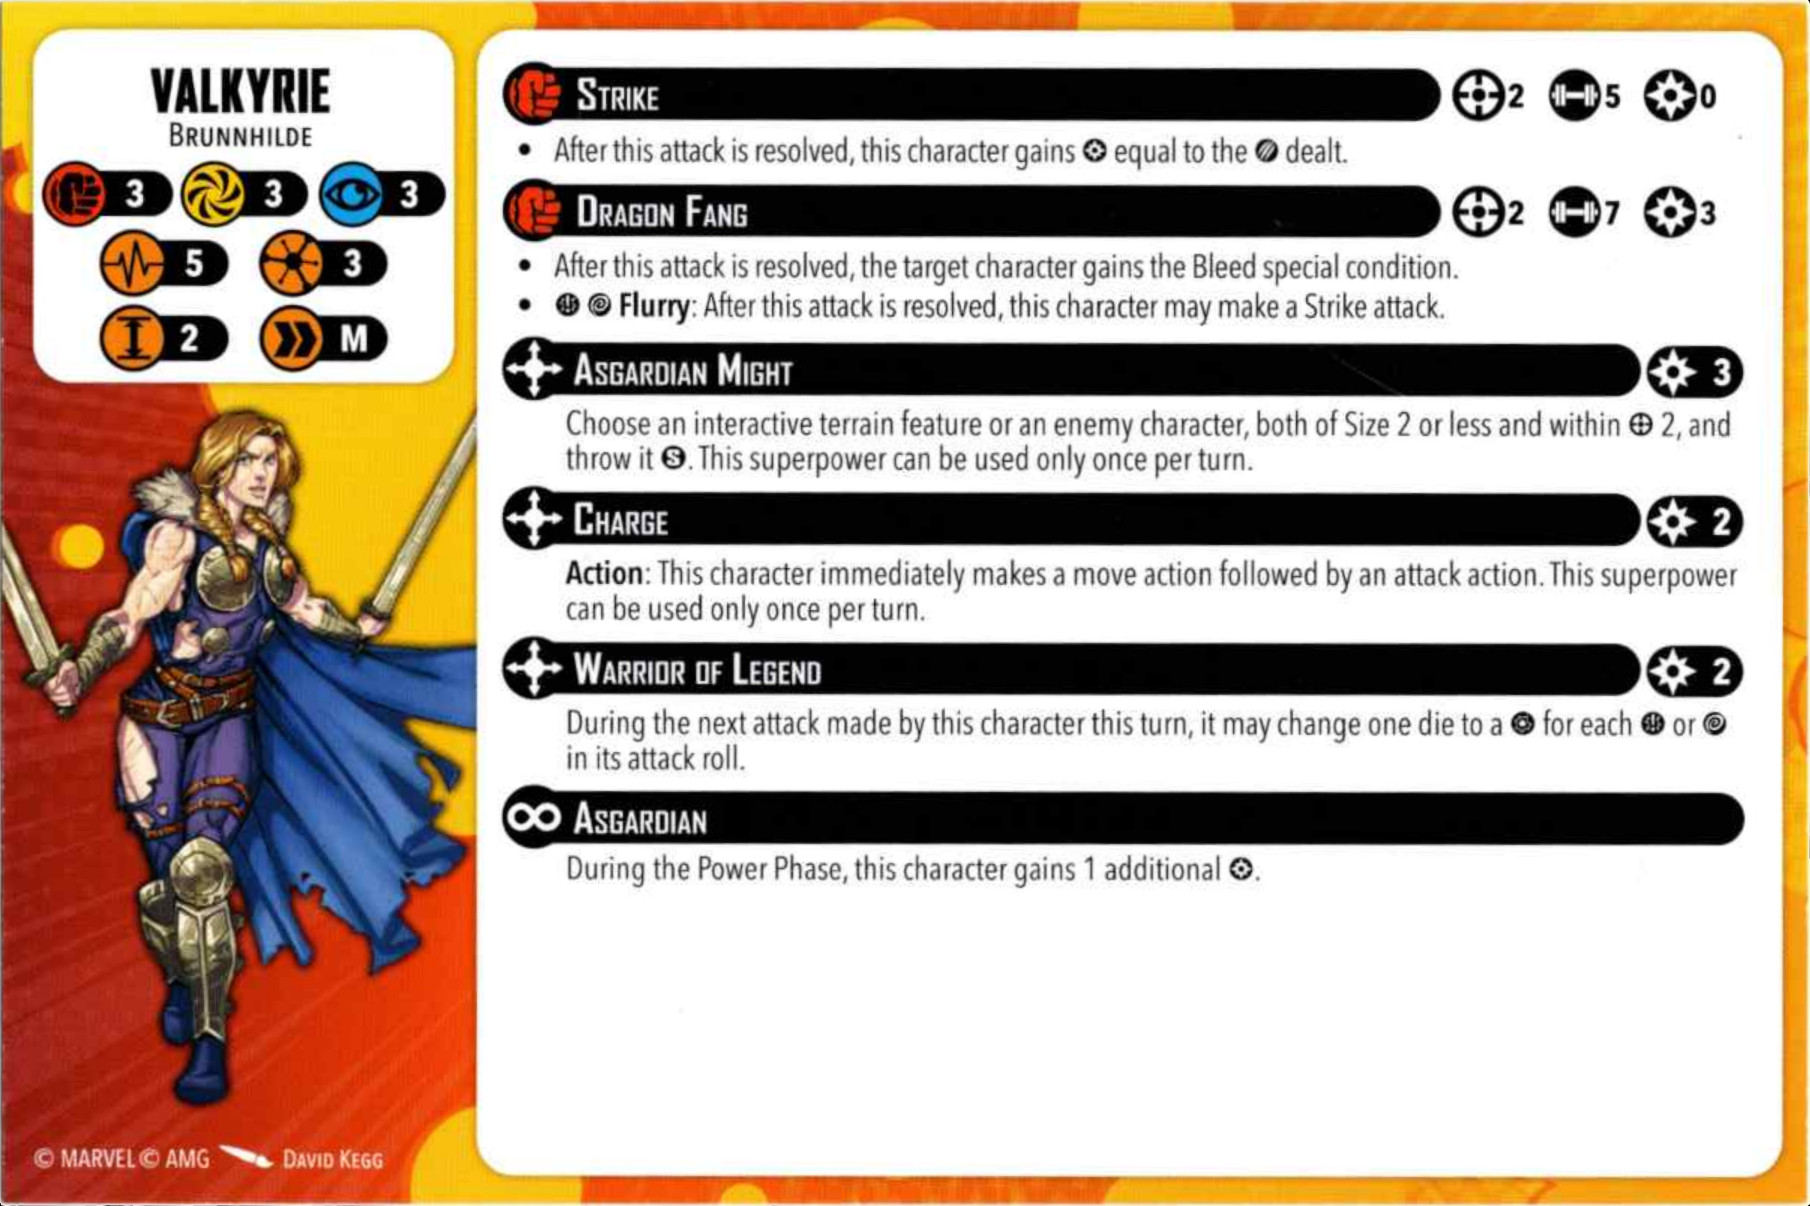 VALKYRIE
BRUNNHILDE
3 3 3
5 3
2 M
STRIKE 2 5 0
• After this attack is resolved, this character gains equal to the dealt.
DRAGON FANG 2 7 3
• After this attack is resolved, the target character gains the Bleed special condition.
• Flurry: After this attack is resolved, this character may make a Strike attack.
ASGARDIAN MIGHT 3
Choose an interactive terrain feature or an enemy character, both of Size 2 or less and within 2, and
throw it S. This superpower can be used only once per turn.
CHARGE 2
Action: This character immediately makes a move action followed by an attack action. This superpower
can be used only once per turn.
WARRIOR OF LEGEND 2
During the next attack made by this character this turn, it may change one die to a for each or
in its attack roll.
ASGARDIAN
During the Power Phase, this character gains 1 additional .
© MARVEL © AMG DAVID KEGG